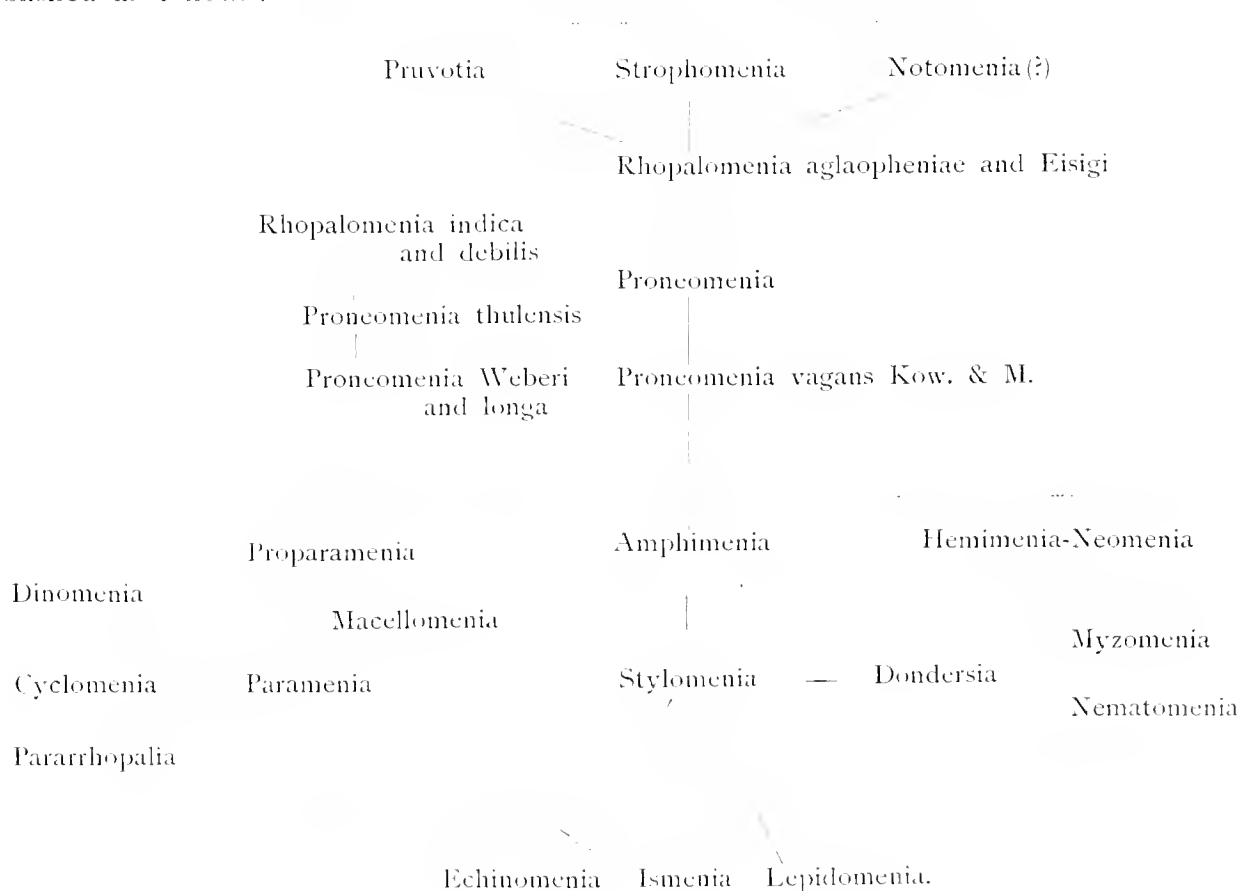 Pruvotia Strophomenia Notomenia (?)
Rhopalomenia aglaopheniae and Eisigi
Rhopalomenia indica
and debilis
Proneomenia
Proneomenia thulensis
Proneomenia Weberi Proneomenia vagans Kow. & M.
and longa
Proparamenia Amphimenia Hemimenia-Neomenia
Dinomenia
Macellomenia
Myzomenia
Cyclomenia Paramenia Stylomenia — Dondersia
Nematomenia
Pararrhopalia
Echinomenia Ismenia Lepidomenia.